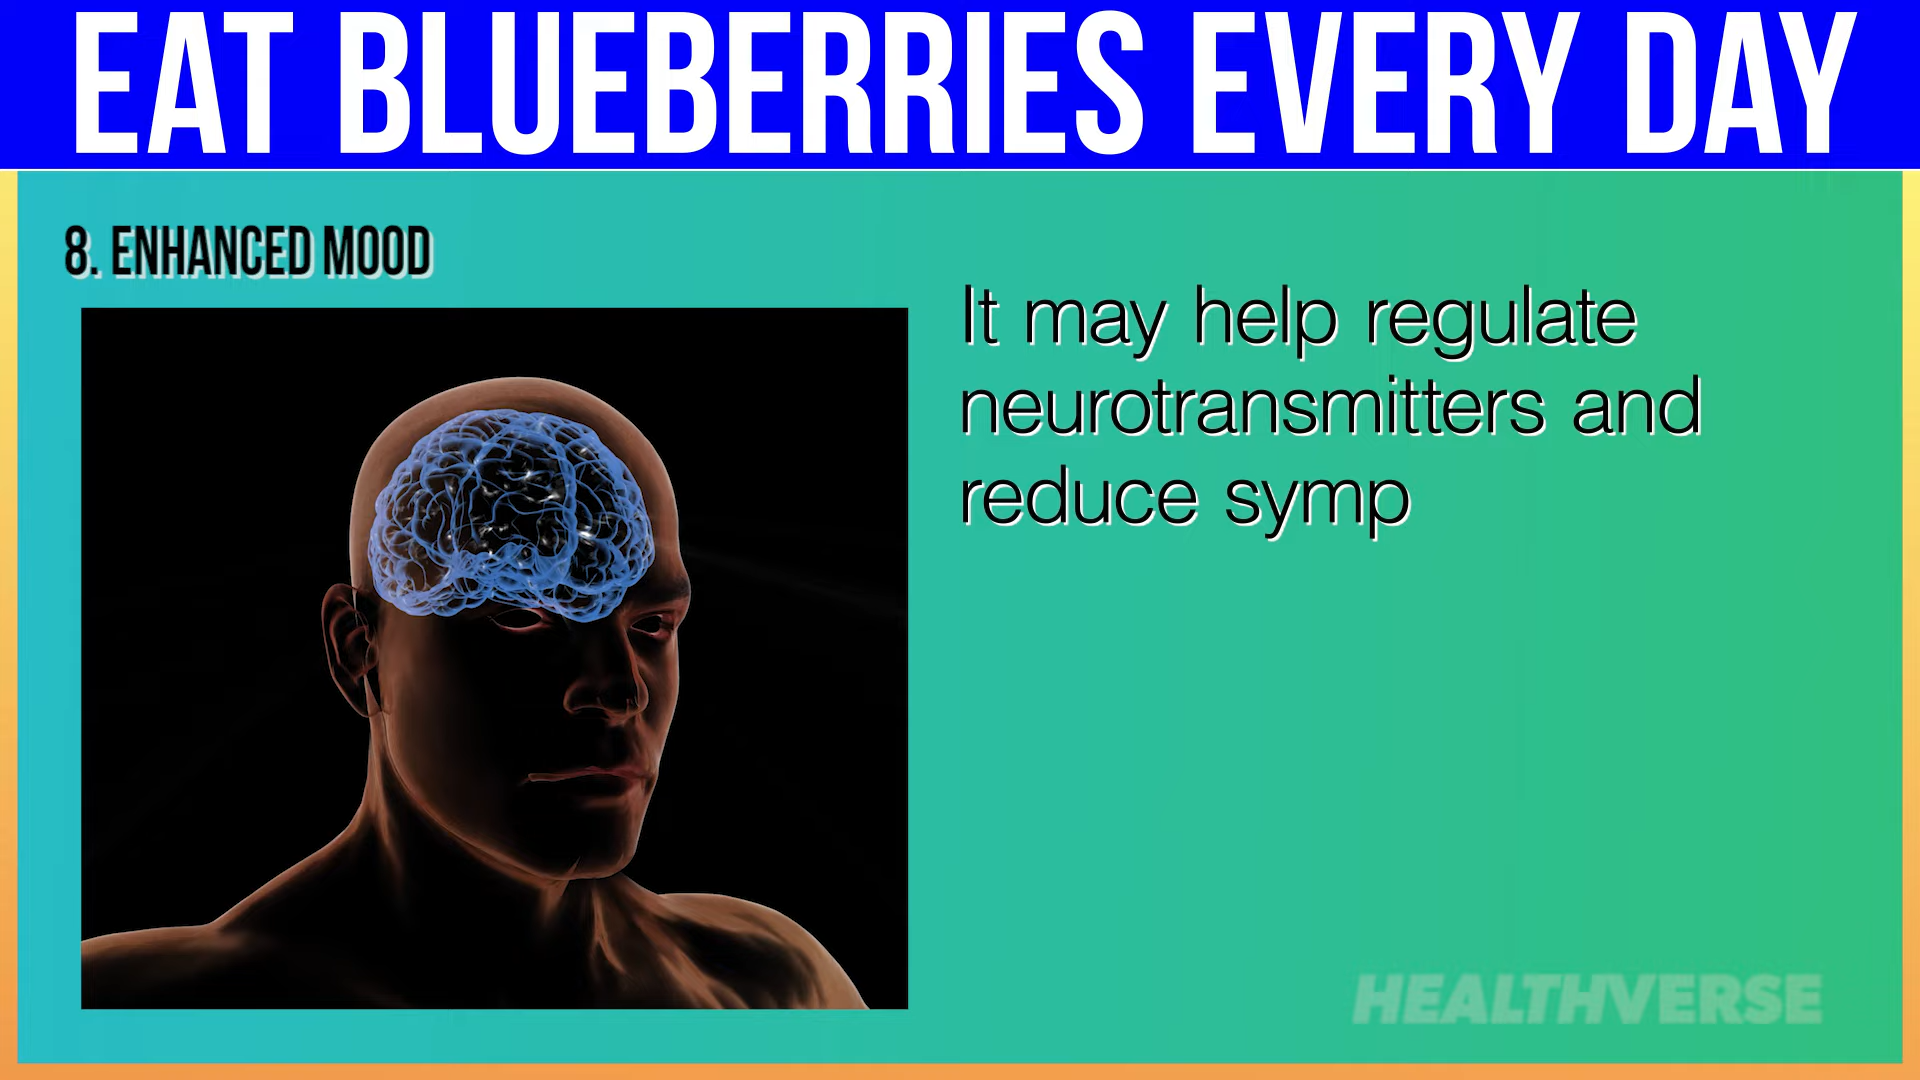 EAT BLUEBERRIES EVERY DAY
8. ENHANCED MOOD
It may help regulate
neurotransmitters and
reduce symp
HEALTHVERSE